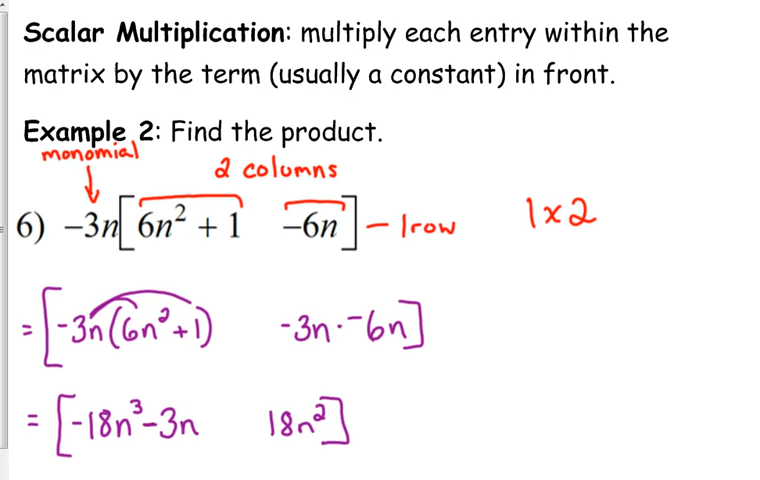 Scalar Multiplication: multiply each entry within the
matrix by the term (usually a constant) in front.
Example 2: Find the product.
monomial
2 columns
6) −3n[6n² + 1 −6n] – 1row 1x2
= [-3n(6n²+1) -3n·⁻6n]
= [-18n³-3n 18n²]